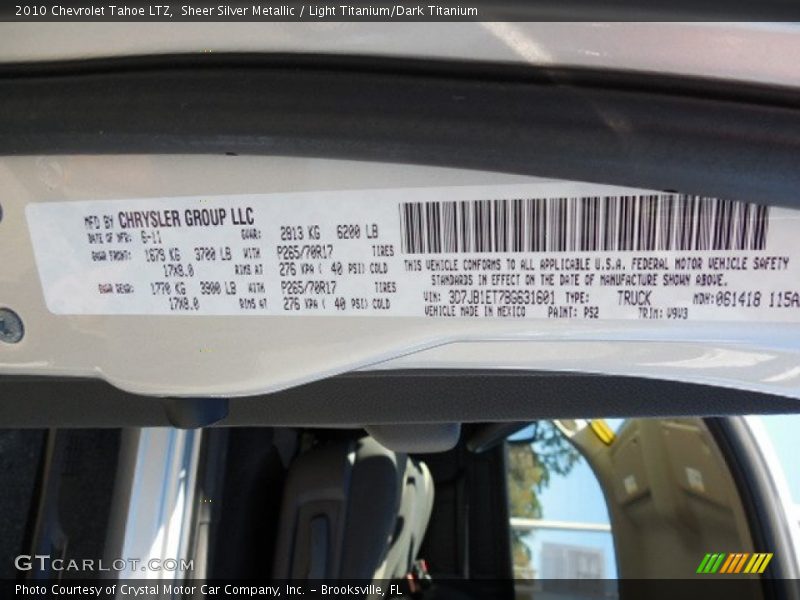 2010 Chevrolet Tahoe LTZ, Sheer Silver Metallic / Light Titanium/Dark Titanium
MFD BY CHRYSLER GROUP LLC
DATE OF MFR: 6-11 GVWR: 2813 KG 6200 LB
GAWR FRONT: 1679 KG 3700 LB WITH P265/70R17 TIRES
17X8.0 RIMS AT 276 KPA ( 40 PSI) COLD
GAWR REAR: 1770 KG 3900 LB WITH P265/70R17 TIRES
17X8.0 RIMS AT 276 KPA ( 40 PSI) COLD
THIS VEHICLE CONFORMS TO ALL APPLICABLE U.S.A. FEDERAL MOTOR VEHICLE SAFETY
STANDARDS IN EFFECT ON THE DATE OF MANUFACTURE SHOWN ABOVE.
VIN: 3D7JB1ET7BG631601 TYPE: TRUCK MDH:061418 115A
VEHICLE MADE IN MEXICO PAINT: PS2 TRIM: V9V3
GTCARLOT.COM
Photo Courtesy of Crystal Motor Car Company, Inc. – Brooksville, FL